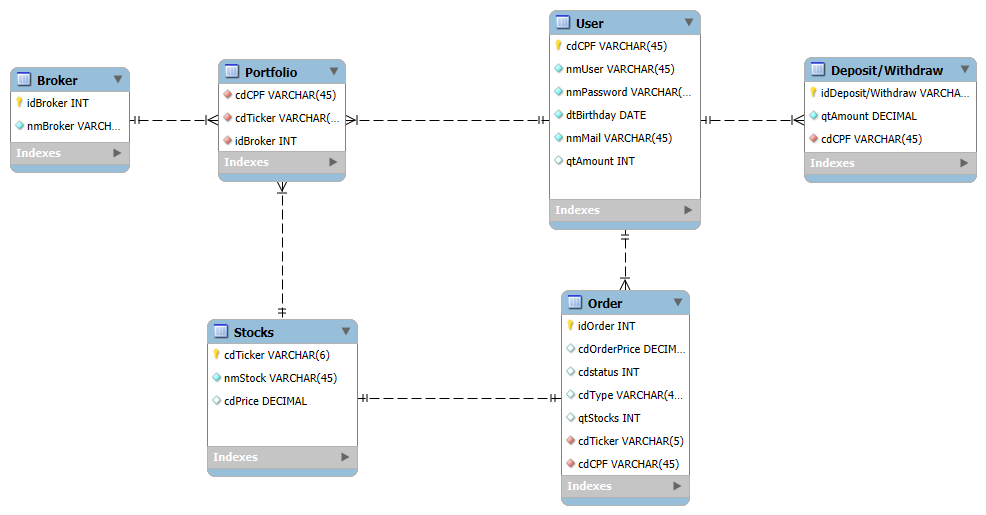 Broker
idBroker INT
nmBroker VARCH...
Indexes
Portfolio
cdCPF VARCHAR(45)
cdTicker VARCHAR(...
idBroker INT
Indexes
User
cdCPF VARCHAR(45)
nmUser VARCHAR(45)
nmPassword VARCHAR(...
dtBirthday DATE
nmMail VARCHAR(45)
qtAmount INT
Indexes
Deposit/Withdraw
idDeposit/Withdraw VARCHA...
qtAmount DECIMAL
cdCPF VARCHAR(45)
Indexes
Stocks
cdTicker VARCHAR(6)
nmStock VARCHAR(45)
cdPrice DECIMAL
Indexes
Order
idOrder INT
cdOrderPrice DECIM...
cdstatus INT
cdType VARCHAR(4...
qtStocks INT
cdTicker VARCHAR(5)
cdCPF VARCHAR(45)
Indexes